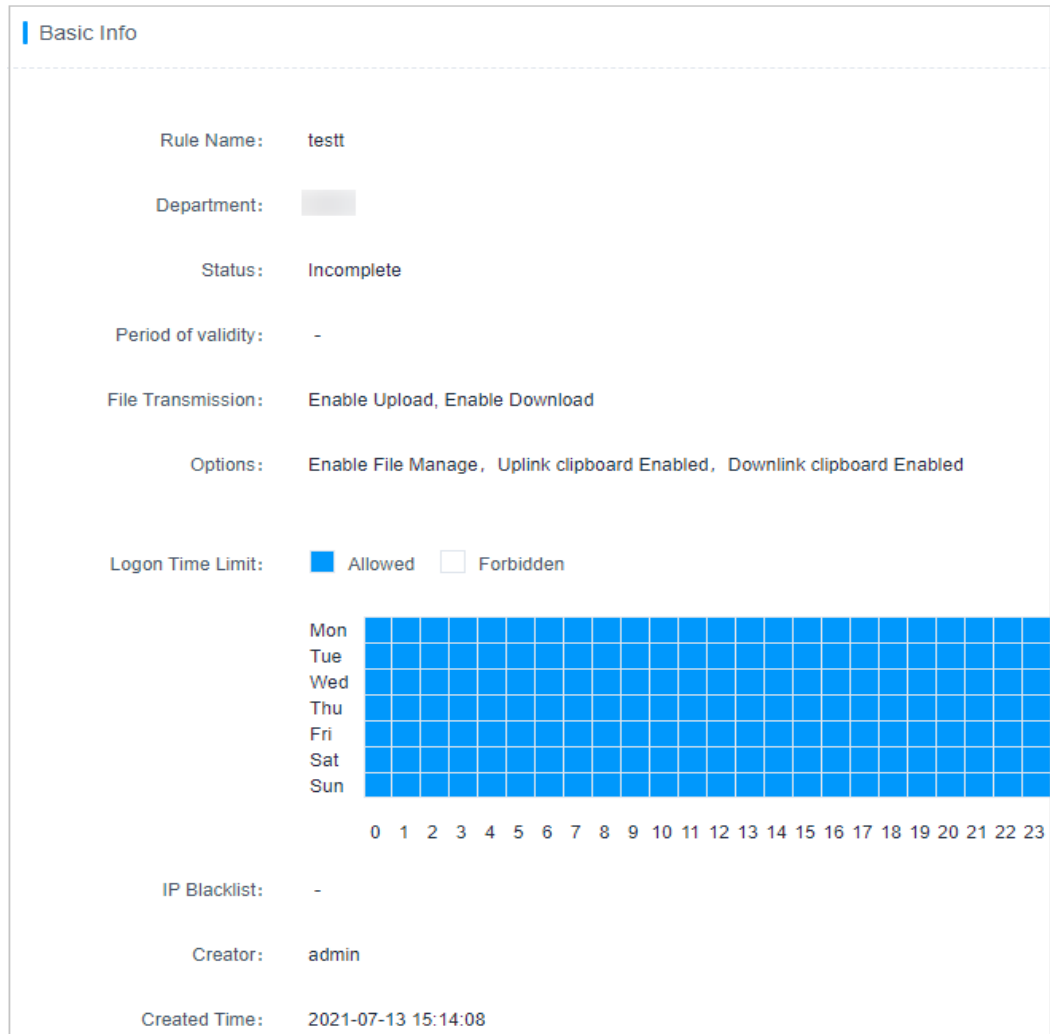 Basic Info
Rule Name: testt
Department:
Status: Incomplete
Period of validity: -
File Transmission: Enable Upload, Enable Download
Options: Enable File Manage, Uplink clipboard Enabled, Downlink clipboard Enabled
Logon Time Limit: Allowed Forbidden
Mon
Tue
Wed
Thu
Fri
Sat
Sun
0 1 2 3 4 5 6 7 8 9 10 11 12 13 14 15 16 17 18 19 20 21 22 23
IP Blacklist: -
Creator: admin
Created Time: 2021-07-13 15:14:08